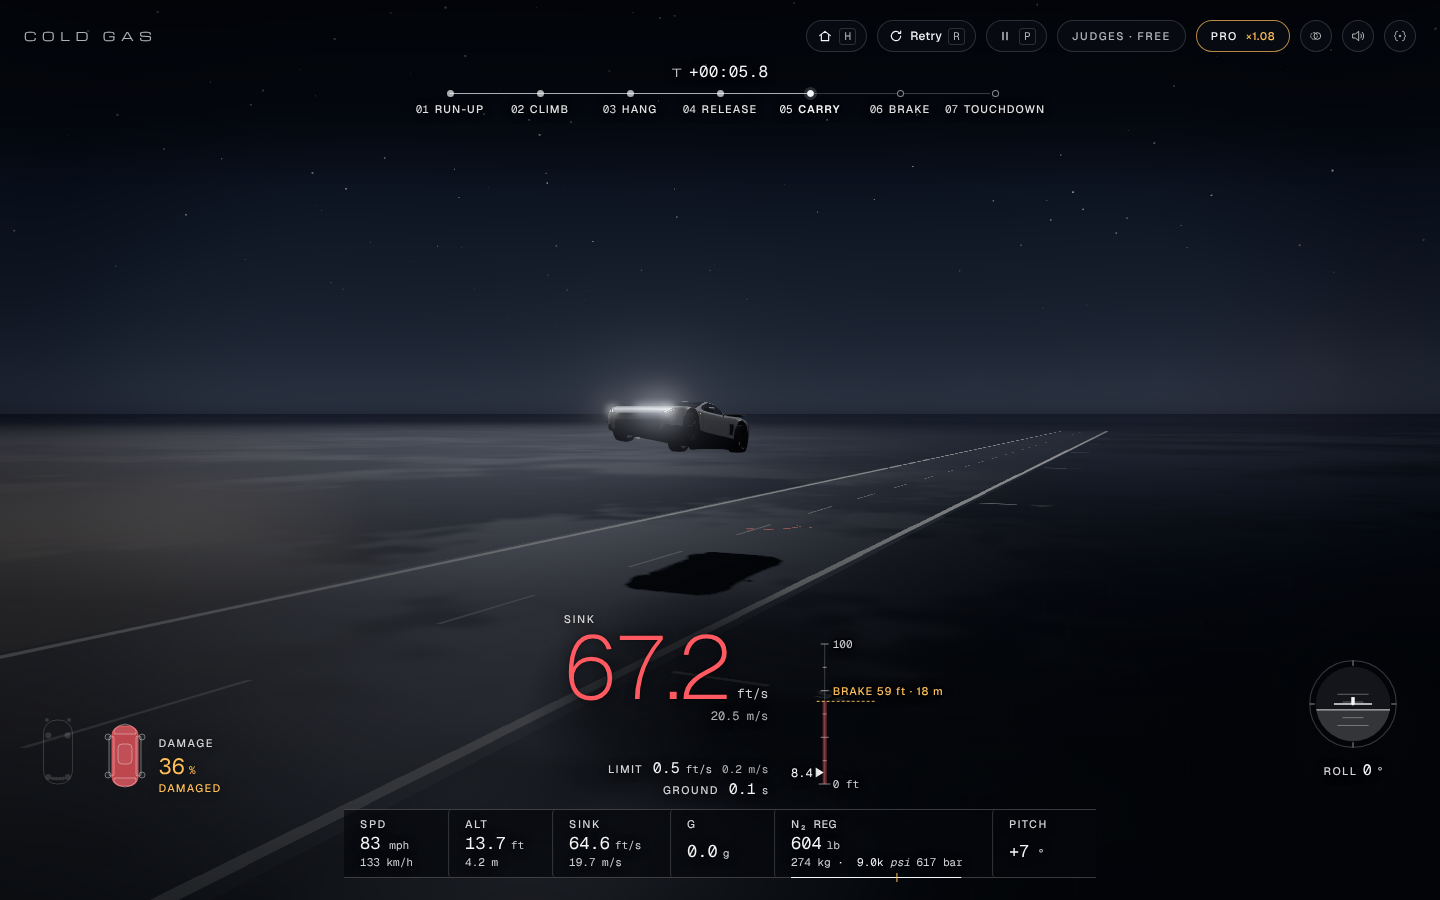 COLD GAS
H
Retry R
P
JUDGES · FREE
PRO ×1.08
T +00:05.8
01 RUN-UP 02 CLIMB 03 HANG 04 RELEASE 05 CARRY 06 BRAKE 07 TOUCHDOWN
SINK
67.2 ft/s
20.5 m/s
100
BRAKE 59 ft · 18 m
8.4
0 ft
LIMIT 0.5 ft/s 0.2 m/s
GROUND 0.1 s
DAMAGE
36 %
DAMAGED
ROLL 0 °
SPD
83 mph
133 km/h
ALT
13.7 ft
4.2 m
SINK
64.6 ft/s
19.7 m/s
G
0.0 g
N₂ REG
604 lb
274 kg · 9.0k psi 617 bar
PITCH
+7 °